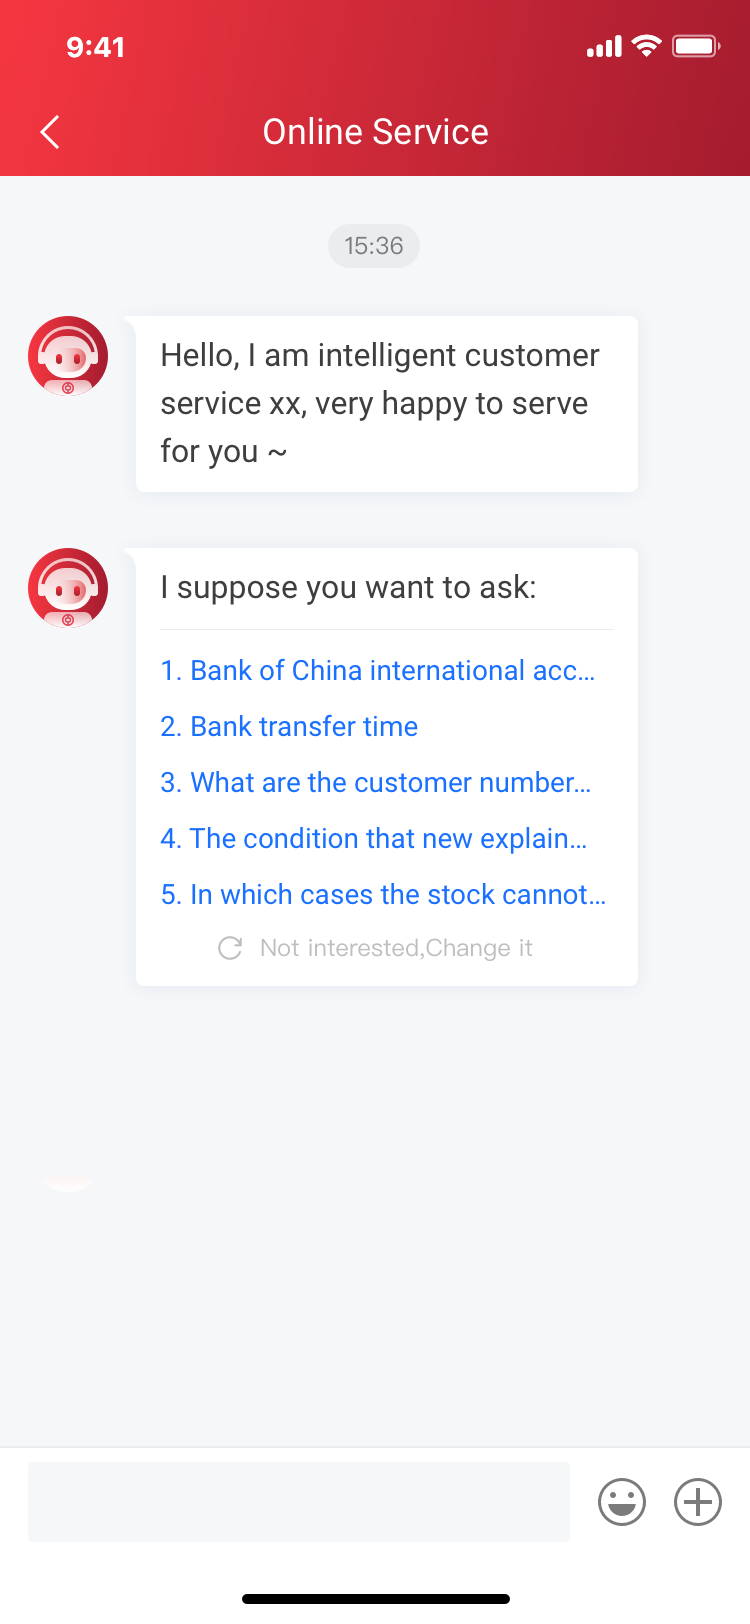 9:41
Online Service
15:36
Hello, I am intelligent customer
service xx, very happy to serve
for you ~
I suppose you want to ask:
1. Bank of China international acc...
2. Bank transfer time
3. What are the customer number...
4. The condition that new explain...
5. In which cases the stock cannot...
Not interested,Change it